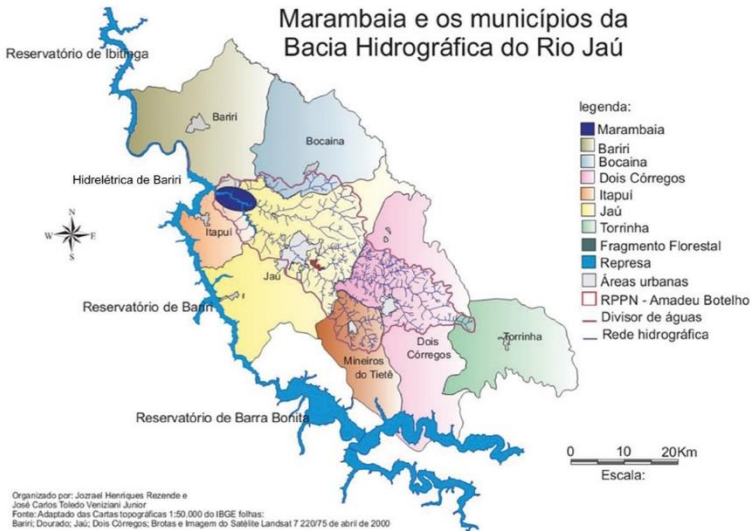 Marambaia e os municípios da
Bacia Hidrográfica do Rio Jaú
Reservatório de Ibitinga
Bariri
Bocaina
Hidrelétrica de Bariri
N
W
E
S
Itapuí
Jaú
Reservatório de Bariri
Dois
Córregos
Torrinha
Mineiros
do Tietê
Reservatório de Barra Bonita
legenda:
Marambaia
Bariri
Bocaina
Dois Córregos
Itapuí
Jaú
Torrinha
Fragmento Florestal
Represa
Áreas urbanas
RPPN - Amadeu Botelho
Divisor de águas
Rede hidrográfica
0 10 20Km
Escala:
Organizado por: Jozrael Henriques Rezende e
José Carlos Toledo Veniziani Junior
Fonte: Adaptado das Cartas topográficas 1:50.000 do IBGE folhas:
Bariri; Dourado; Jaú; Dois Córregos; Brotas e Imagem do Satélite Landsat 7 220/75 de abril de 2000